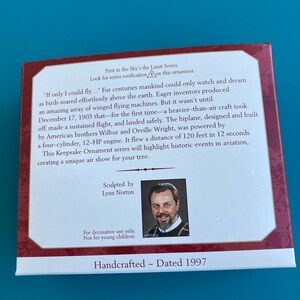 First in the Sky's the Limit Series.
Look for series verification 1 on this ornament.
"If only I could fly..." For centuries mankind could only watch and dream
as birds soared effortlessly above the earth. Eager inventors produced
an amazing array of winged flying machines. But it wasn't until
December 17, 1903 that—for the first time—a heavier-than-air craft took
off, made a sustained flight, and landed safely. The biplane, designed and built
by American brothers Wilbur and Orville Wright, was powered by
a four-cylinder, 12-HP engine. It flew a distance of 120 feet in 12 seconds.
This Keepsake Ornament series will highlight historic events in aviation,
creating a unique air show for your tree.
Sculpted by
Lynn Norton
For decorative use only.
Not for young children.
Handcrafted ~ Dated 1997